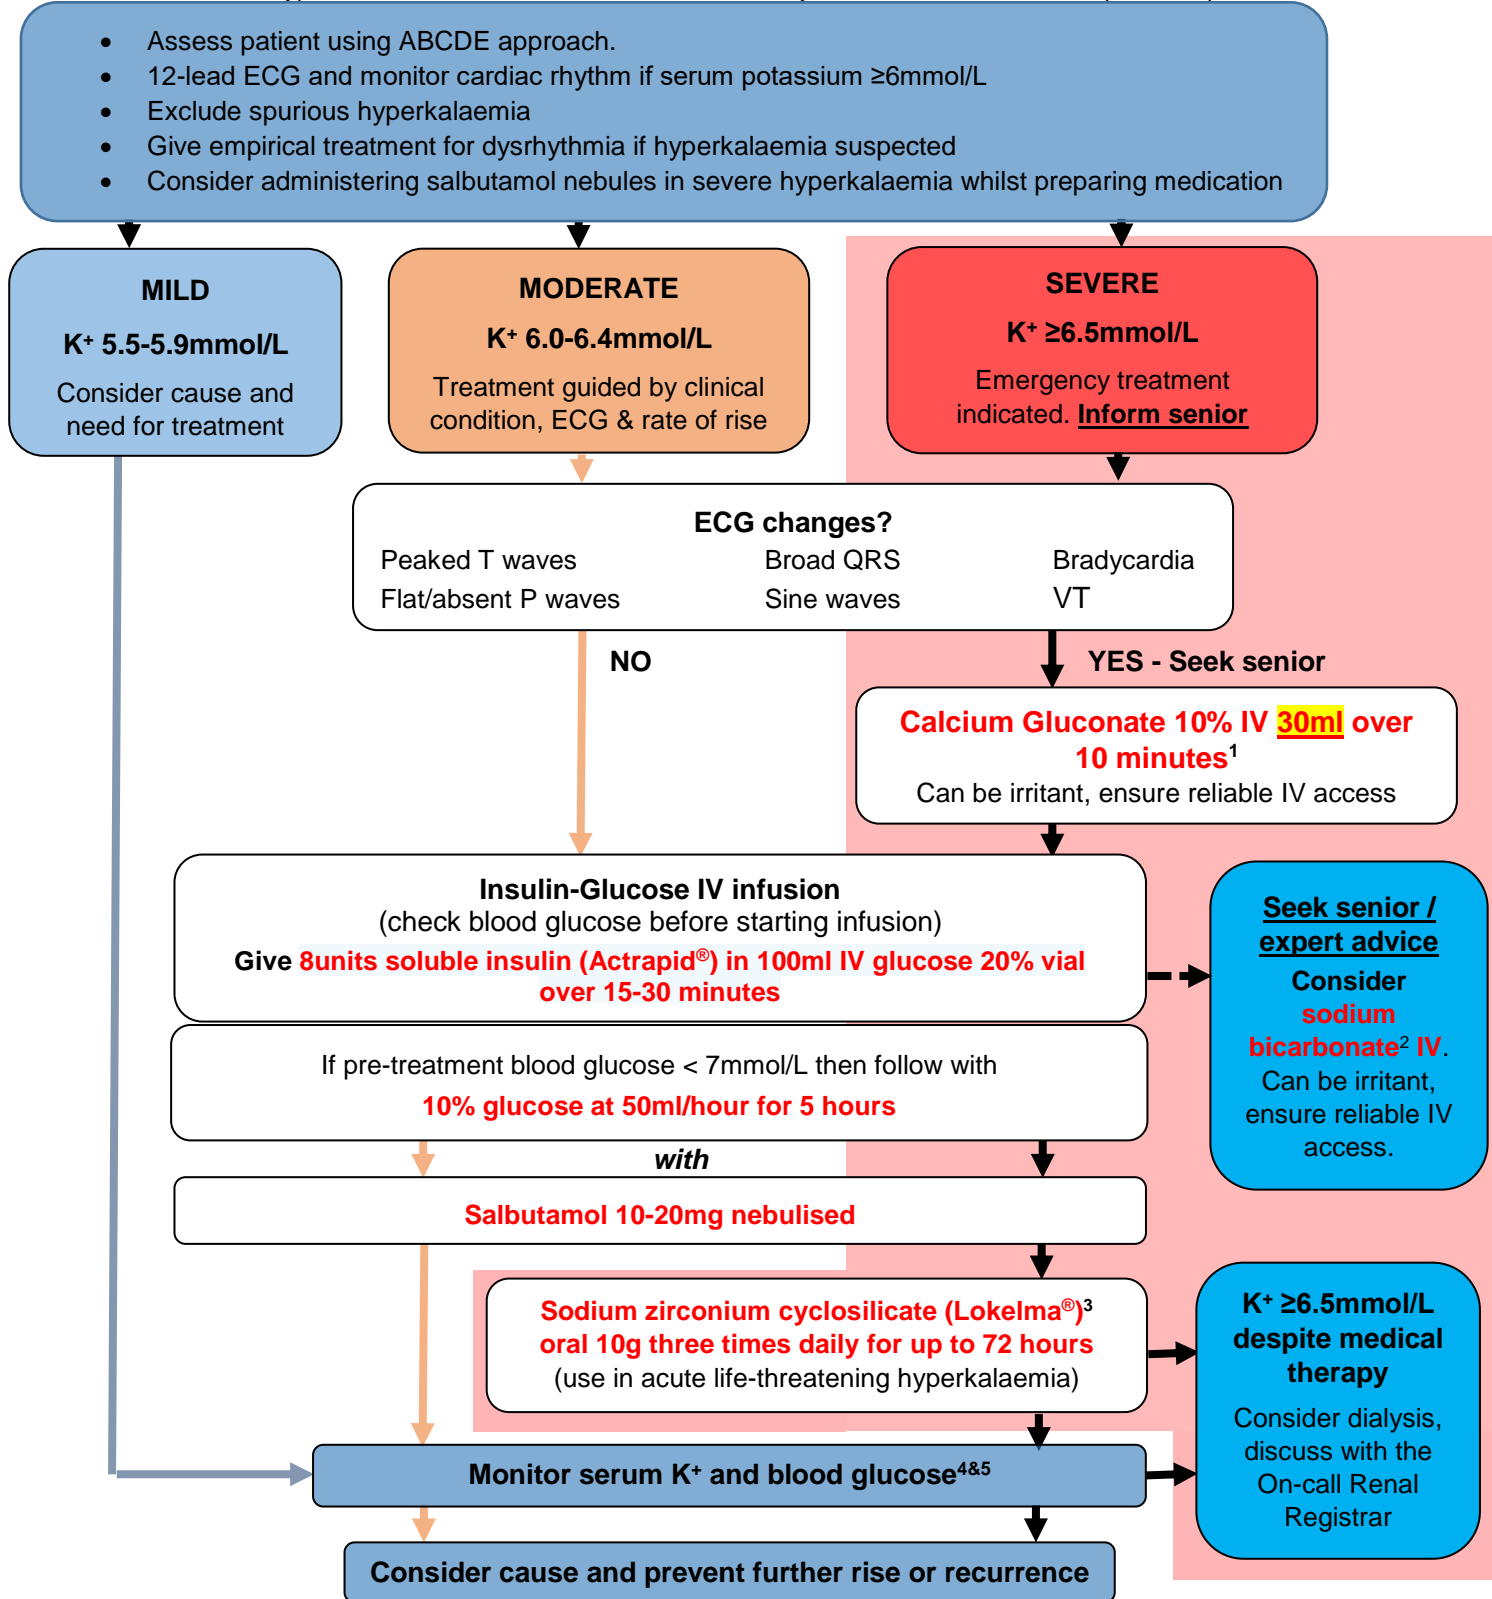 • Assess patient using ABCDE approach.
• 12-lead ECG and monitor cardiac rhythm if serum potassium ≥6mmol/L
• Exclude spurious hyperkalaemia
• Give empirical treatment for dysrhythmia if hyperkalaemia suspected
• Consider administering salbutamol nebules in severe hyperkalaemia whilst preparing medication
MILD
K⁺ 5.5-5.9mmol/L
Consider cause and
need for treatment
MODERATE
K⁺ 6.0-6.4mmol/L
Treatment guided by clinical
condition, ECG & rate of rise
SEVERE
K⁺ ≥6.5mmol/L
Emergency treatment
indicated. Inform senior
ECG changes?
Peaked T waves Broad QRS Bradycardia
Flat/absent P waves Sine waves VT
NO
YES - Seek senior
Calcium Gluconate 10% IV 30ml over
10 minutes¹
Can be irritant, ensure reliable IV access
Insulin-Glucose IV infusion
(check blood glucose before starting infusion)
Give 8units soluble insulin (Actrapid®) in 100ml IV glucose 20% vial
over 15-30 minutes
If pre-treatment blood glucose < 7mmol/L then follow with
10% glucose at 50ml/hour for 5 hours
Seek senior /
expert advice
Consider
sodium
bicarbonate² IV.
Can be irritant,
ensure reliable IV
access.
with
Salbutamol 10-20mg nebulised
Sodium zirconium cyclosilicate (Lokelma®)³
oral 10g three times daily for up to 72 hours
(use in acute life-threatening hyperkalaemia)
K⁺ ≥6.5mmol/L
despite medical
therapy
Consider dialysis,
discuss with the
On-call Renal
Registrar
Monitor serum K⁺ and blood glucose⁴&⁵
Consider cause and prevent further rise or recurrence